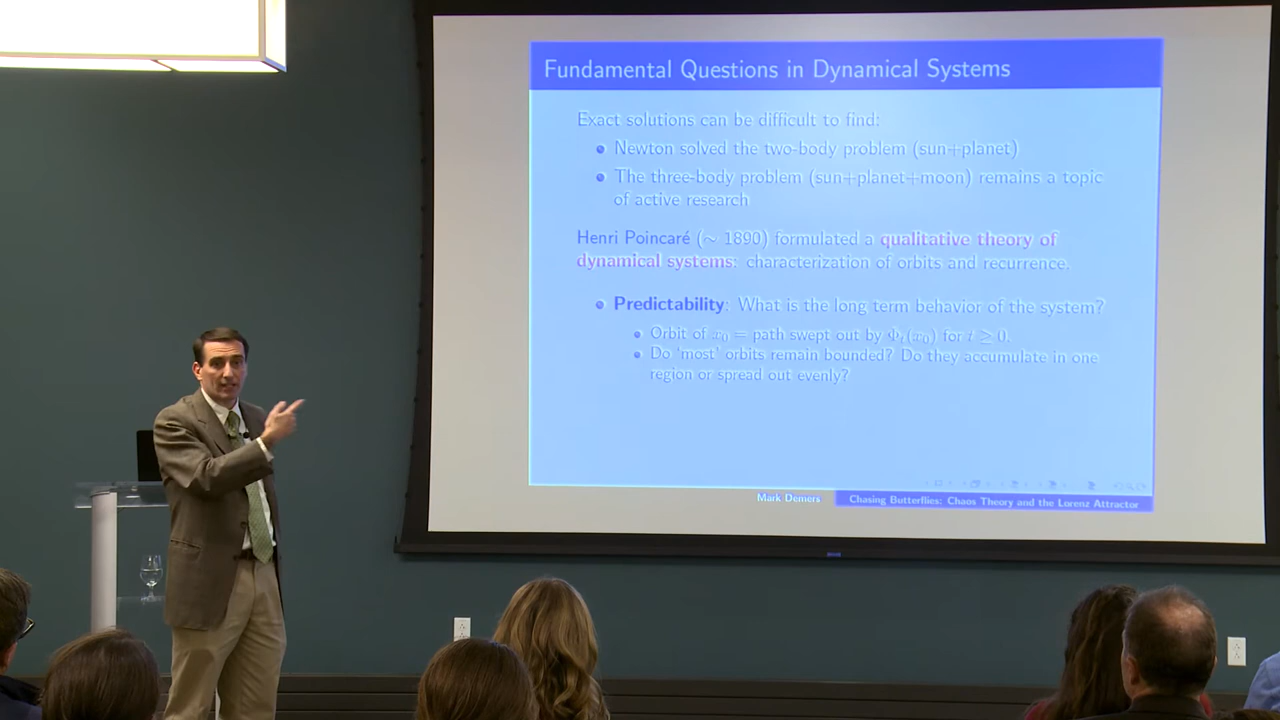 Fundamental Questions in Dynamical Systems
Exact solutions can be difficult to find:
Newton solved the two-body problem (sun+planet)
The three-body problem (sun+planet+moon) remains a topic
of active research
Henri Poincaré (∼ 1890) formulated a qualitative theory of
dynamical systems: characterization of orbits and recurrence.
Predictability: What is the long term behavior of the system?
Orbit of x₀ = path swept out by Φₜ(x₀) for t ≥ 0.
Do 'most' orbits remain bounded? Do they accumulate in one
region or spread out evenly?
Mark Demers Chasing Butterflies: Chaos Theory and the Lorenz Attractor